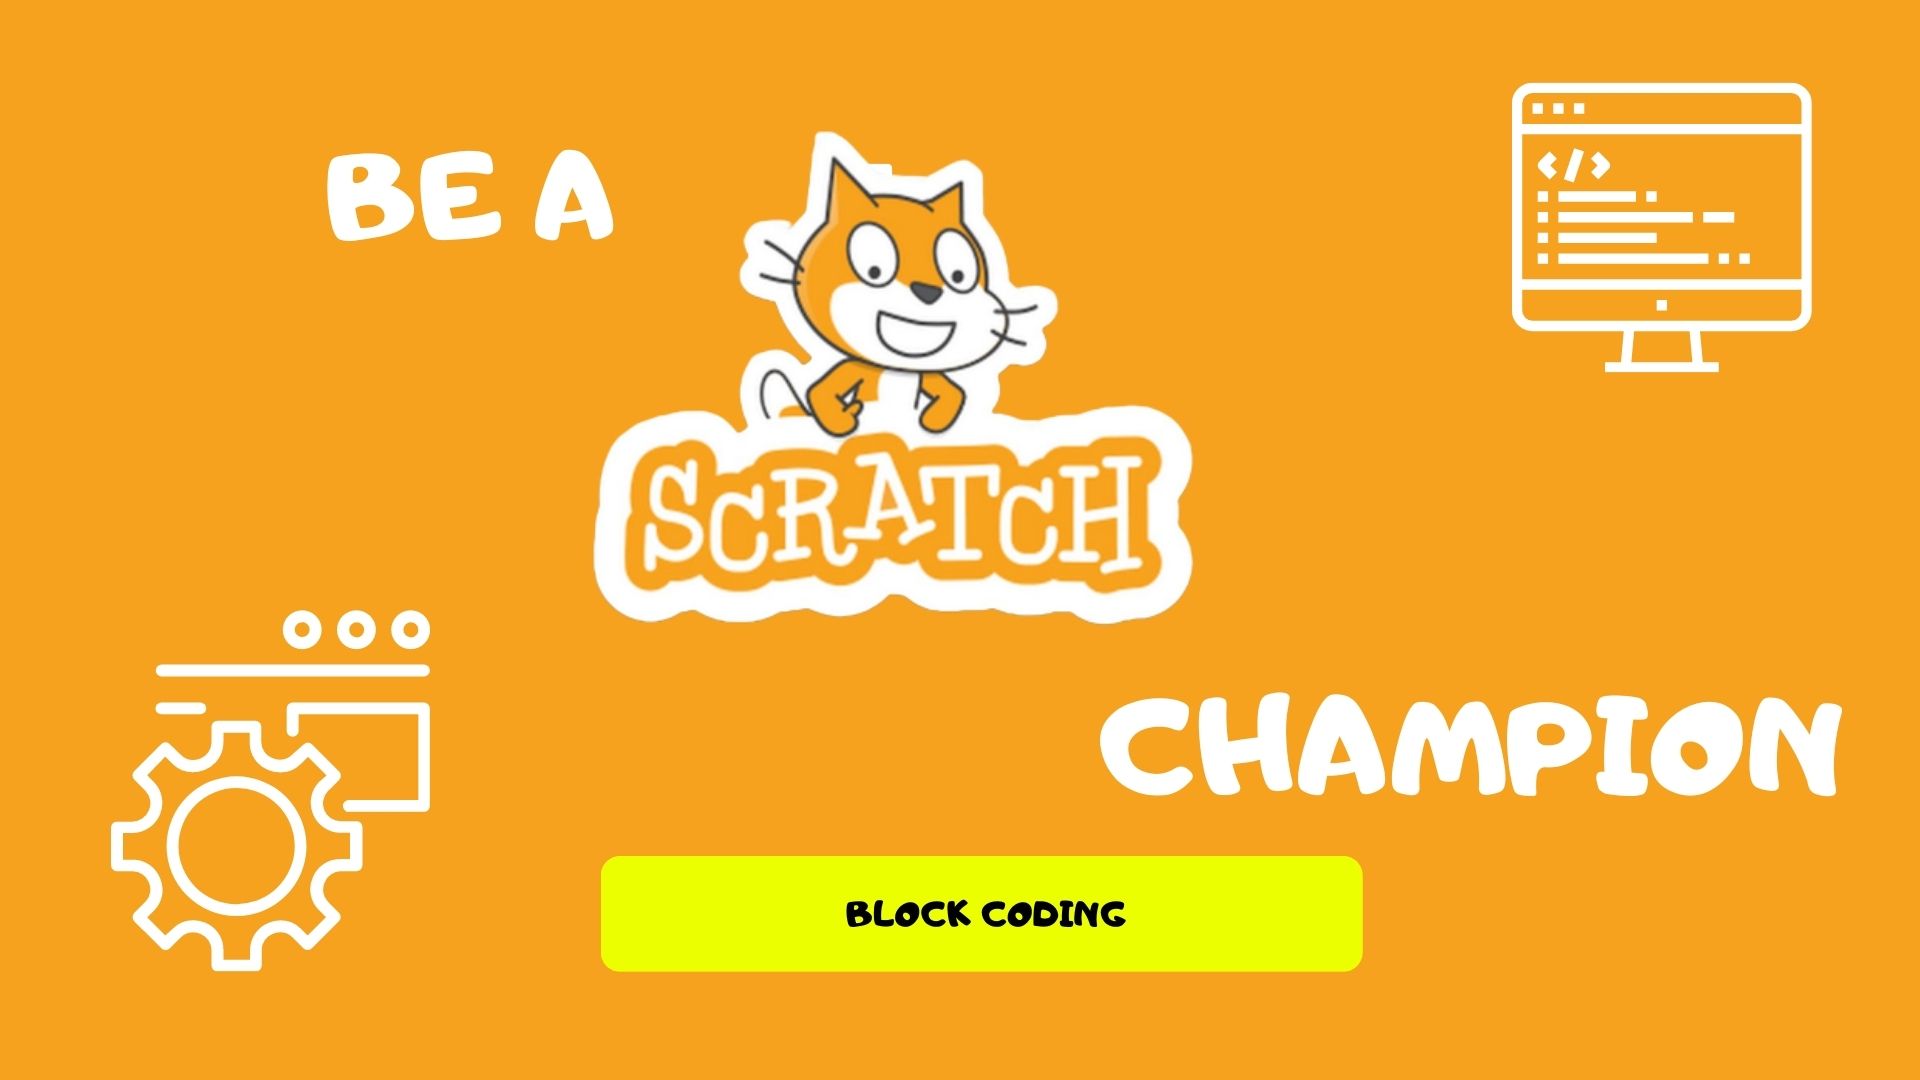 BE A
SCRATCH
</>
CHAMPION
BLOCK CODING